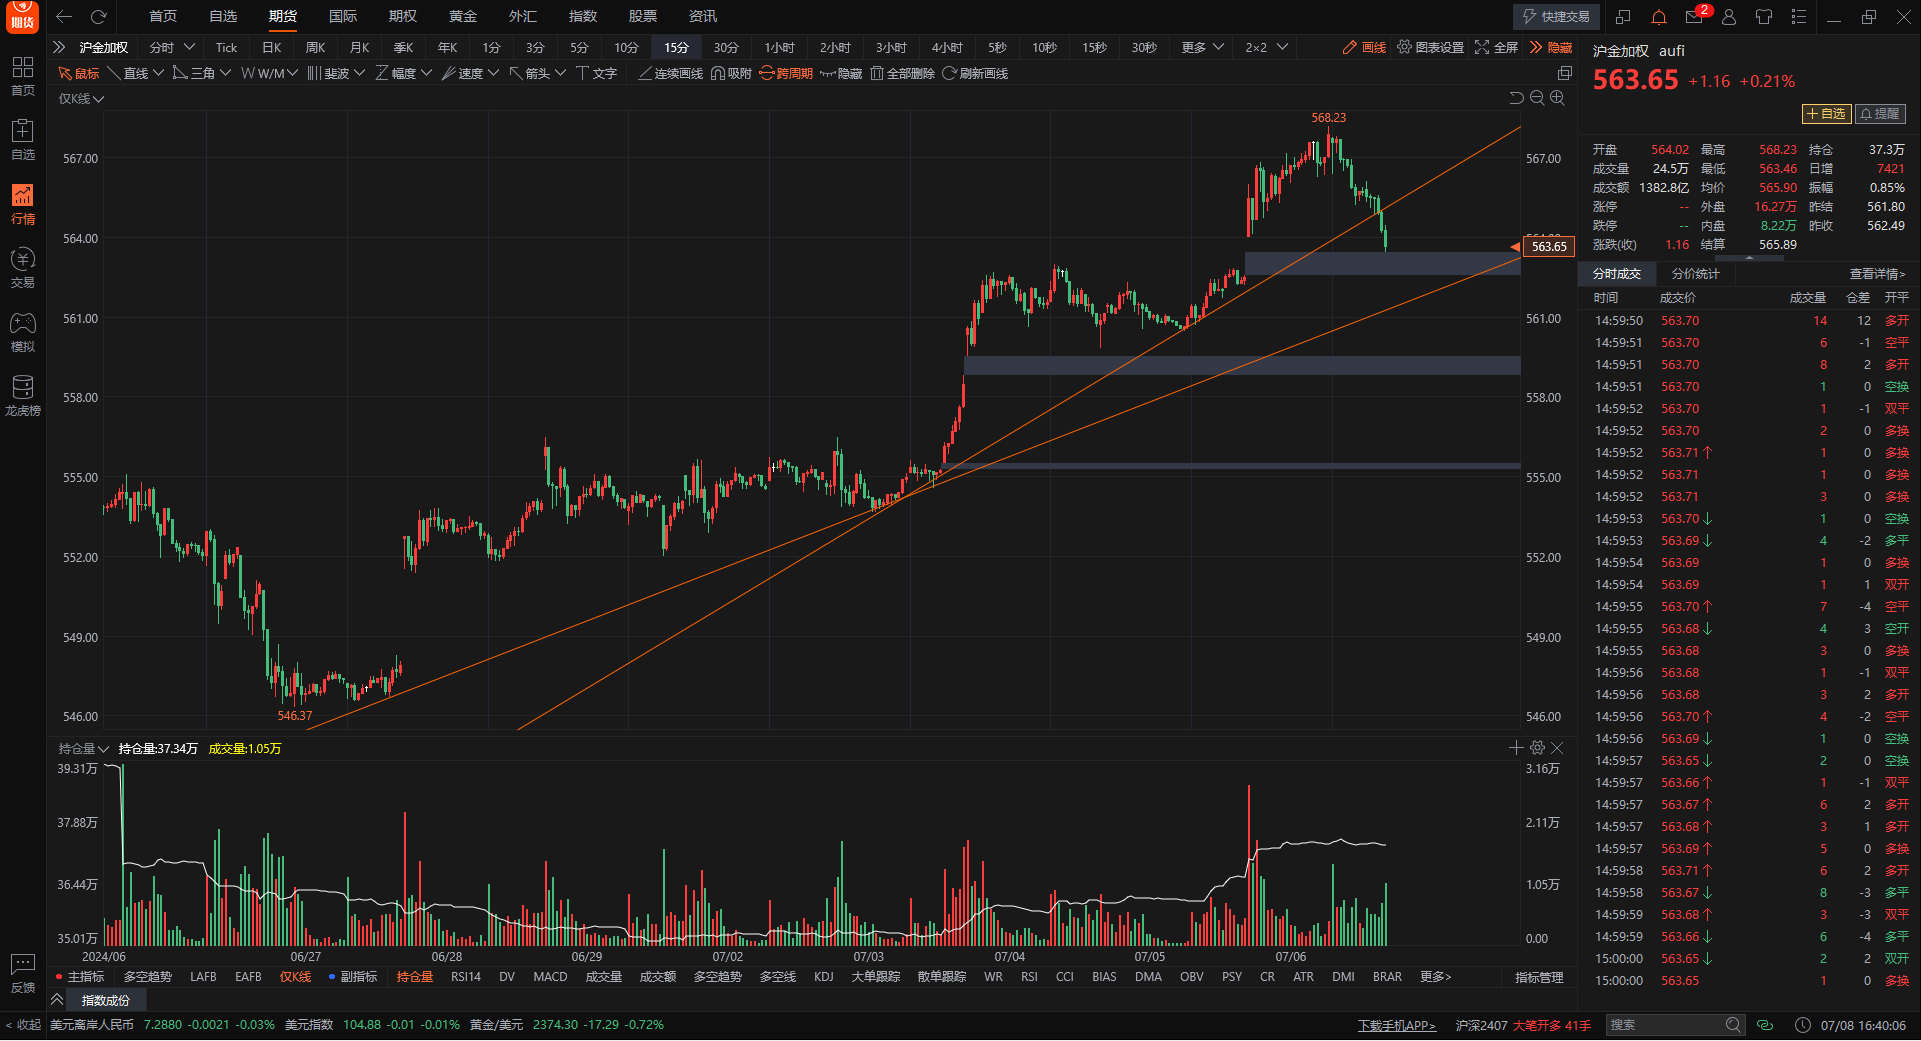 期货
首页 自选 期货 国际 期权 黄金 外汇 指数 股票 资讯
快捷交易 2
沪金加权 分时 Tick 日K 周K 月K 季K 年K 1分 3分 5分 10分 15分 30分 1小时 2小时 3小时 4小时 5秒 10秒 15秒 30秒 更多 2×2 画线 图表设置 全屏 隐藏
鼠标 直线 三角 W/M 斐波 幅度 速度 箭头 文字 连续画线 吸附 跨周期 隐藏 全部删除 刷新画线
仅K线
首页
自选
行情
交易
模拟
龙虎榜
反馈
< 收起
568.23
567.00 567.00
564.00
563.65
561.00 561.00
558.00 558.00
555.00 555.00
552.00 552.00
549.00 549.00
546.00 546.00
546.37
持仓量 持仓量:37.34万 成交量:1.05万
39.31万 3.16万
37.88万 2.11万
36.44万 1.05万
35.01万 0.00
2024/06 06/27 06/28 06/29 07/02 07/03 07/04 07/05 07/06
主指标 多空趋势 LAFB EAFB 仅K线 副指标 持仓量 RSI14 DV MACD 成交量 成交额 多空趋势 多空线 KDJ 大单跟踪 散单跟踪 WR RSI CCI BIAS DMA OBV PSY CR ATR DMI BRAR 更多> 指标管理
指数成份
美元离岸人民币 7.2880 -0.0021 -0.03% 美元指数 104.88 -0.01 -0.01% 黄金/美元 2374.30 -17.29 -0.72%
下载手机APP> 沪深2407 大笔开多 41手 搜索 07/08 16:40:06
沪金加权 aufi
563.65 +1.16 +0.21%
+自选 提醒
开盘 564.02 最高 568.23 持仓 37.3万
成交量 24.5万 最低 563.46 日增 7421
成交额 1382.8亿 均价 565.90 振幅 0.85%
涨停 -- 外盘 16.27万 昨结 561.80
跌停 -- 内盘 8.22万 昨收 562.49
涨跌(收) 1.16 结算 565.89
分时成交 分价统计 查看详情>
时间 成交价 成交量 仓差 开平
14:59:50 563.70 14 12 多开
14:59:51 563.70 6 -1 空平
14:59:51 563.70 8 2 多开
14:59:51 563.70 1 0 空换
14:59:52 563.70 1 -1 双平
14:59:52 563.70 2 0 多换
14:59:52 563.71↑ 1 0 多换
14:59:52 563.71 1 0 多换
14:59:52 563.71 3 0 多换
14:59:53 563.70↓ 1 0 空换
14:59:53 563.69↓ 4 -2 多平
14:59:54 563.69 1 0 多换
14:59:54 563.69 1 1 双开
14:59:55 563.70↑ 7 -4 空平
14:59:55 563.68↓ 4 3 空开
14:59:55 563.68 3 0 多换
14:59:56 563.68 1 -1 双平
14:59:56 563.68 3 2 多开
14:59:56 563.70↑ 4 -2 空平
14:59:56 563.69↓ 1 0 空换
14:59:57 563.65↓ 2 0 空换
14:59:57 563.66↑ 1 -1 双平
14:59:57 563.67↑ 6 2 多开
14:59:57 563.68↑ 3 1 多开
14:59:57 563.69↑ 5 0 多换
14:59:58 563.71↑ 6 2 多开
14:59:58 563.67↓ 8 -3 多平
14:59:59 563.68↑ 3 -3 双平
14:59:59 563.66↓ 6 -4 多平
15:00:00 563.65↓ 2 2 双开
15:00:00 563.65 1 0 多换